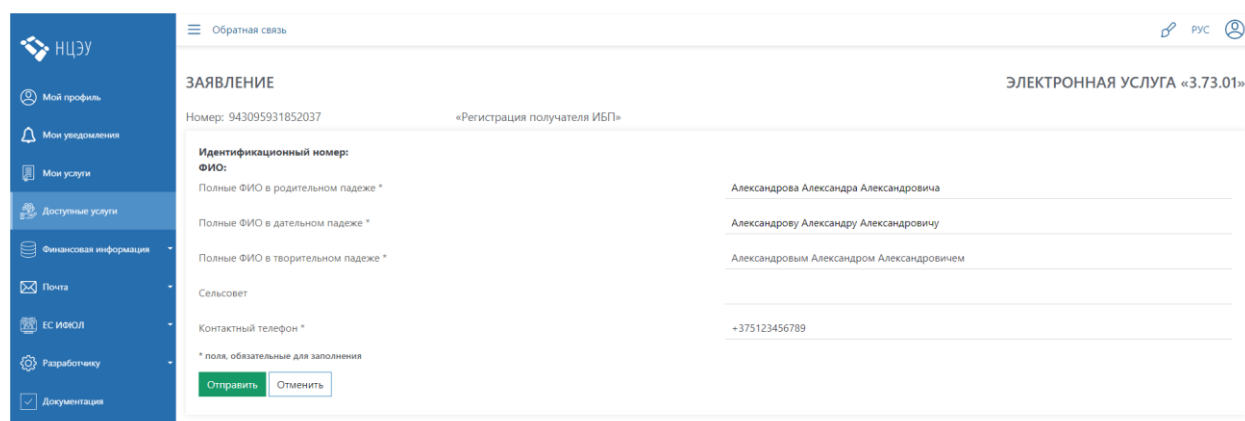 НЦЭУ
Мой профиль
Мои уведомления
Мои услуги
Доступные услуги
Финансовая информация
Почта
ЕС ИФЮЛ
Разработчику
Документация
Обратная связь
РУС
ЗАЯВЛЕНИЕ
ЭЛЕКТРОННАЯ УСЛУГА «3.73.01»
Номер: 943095931852037 «Регистрация получателя ИБП»
Идентификационный номер:
ФИО:
Полные ФИО в родительном падеже * Александрова Александра Александровича
Полные ФИО в дательном падеже * Александрову Александру Александровичу
Полные ФИО в творительном падеже * Александровым Александром Александровичем
Сельсовет
Контактный телефон * +375123456789
* поля, обязательные для заполнения
Отправить Отменить